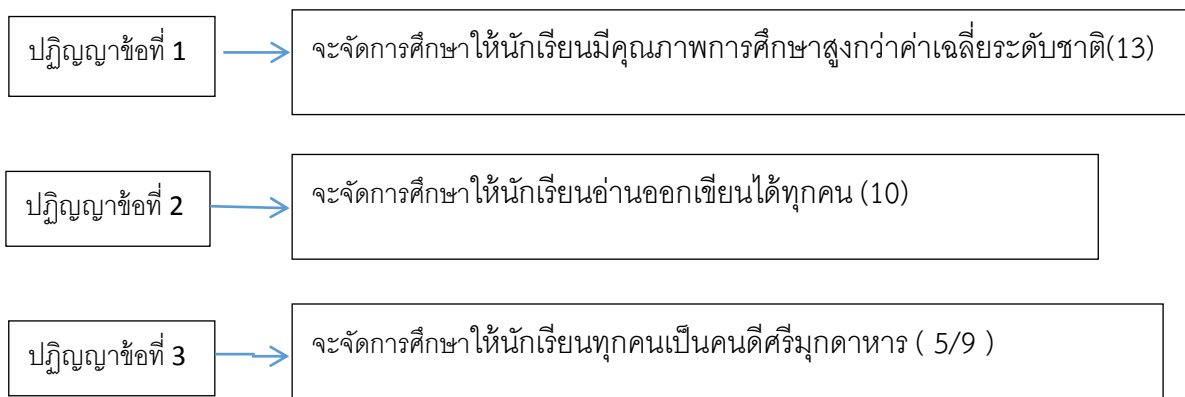 ปฏิญญาข้อที่ 1
จะจัดการศึกษาให้นักเรียนมีคุณภาพการศึกษาสูงกว่าค่าเฉลี่ยระดับชาติ(13)
ปฏิญญาข้อที่ 2
จะจัดการศึกษาให้นักเรียนอ่านออกเขียนได้ทุกคน (10)
ปฏิญญาข้อที่ 3
จะจัดการศึกษาให้นักเรียนทุกคนเป็นคนดีศรีมุกดาหาร ( 5/9 )